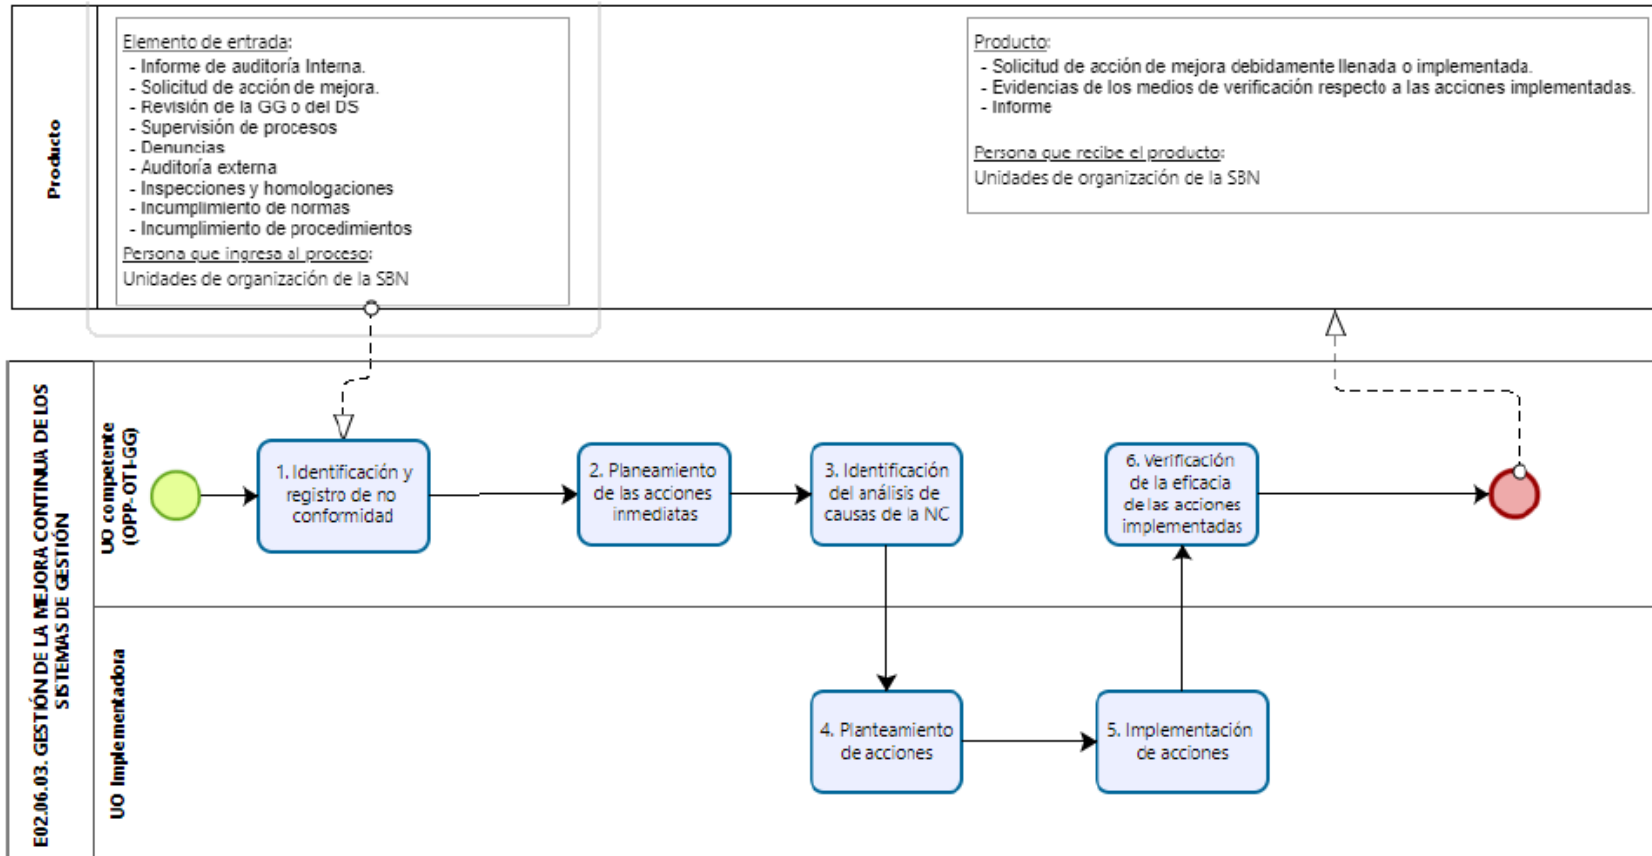 Producto
Elemento de entrada:
- Informe de auditoría Interna.
- Solicitud de acción de mejora.
- Revisión de la GG o del DS
- Supervisión de procesos
- Denuncias
- Auditoría externa
- Inspecciones y homologaciones
- Incumplimiento de normas
- Incumplimiento de procedimientos
Persona que ingresa al proceso:
Unidades de organización de la SBN
Producto:
- Solicitud de acción de mejora debidamente llenada o implementada.
- Evidencias de los medios de verificación respecto a las acciones implementadas.
- Informe
Persona que recibe el producto:
Unidades de organización de la SBN
E02.06.03. GESTIÓN DE LA MEJORA CONTINUA DE LOS
SISTEMAS DE GESTIÓN
UO competente
(OPP-OTI-GG)
1. Identificación y
registro de no
conformidad
2. Planeamiento
de las acciones
inmediatas
3. Identificación
del análisis de
causas de la NC
6. Verificación
de la eficacia
de las acciones
implementadas
UO Implementadora
4. Planteamiento
de acciones
5. Implementación
de acciones